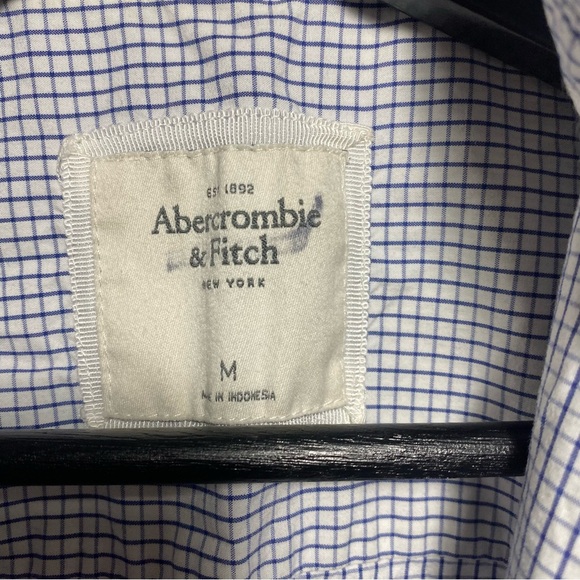 EST 1892
Abercrombie
& Fitch
NEW YORK
M
IN INDONESIA